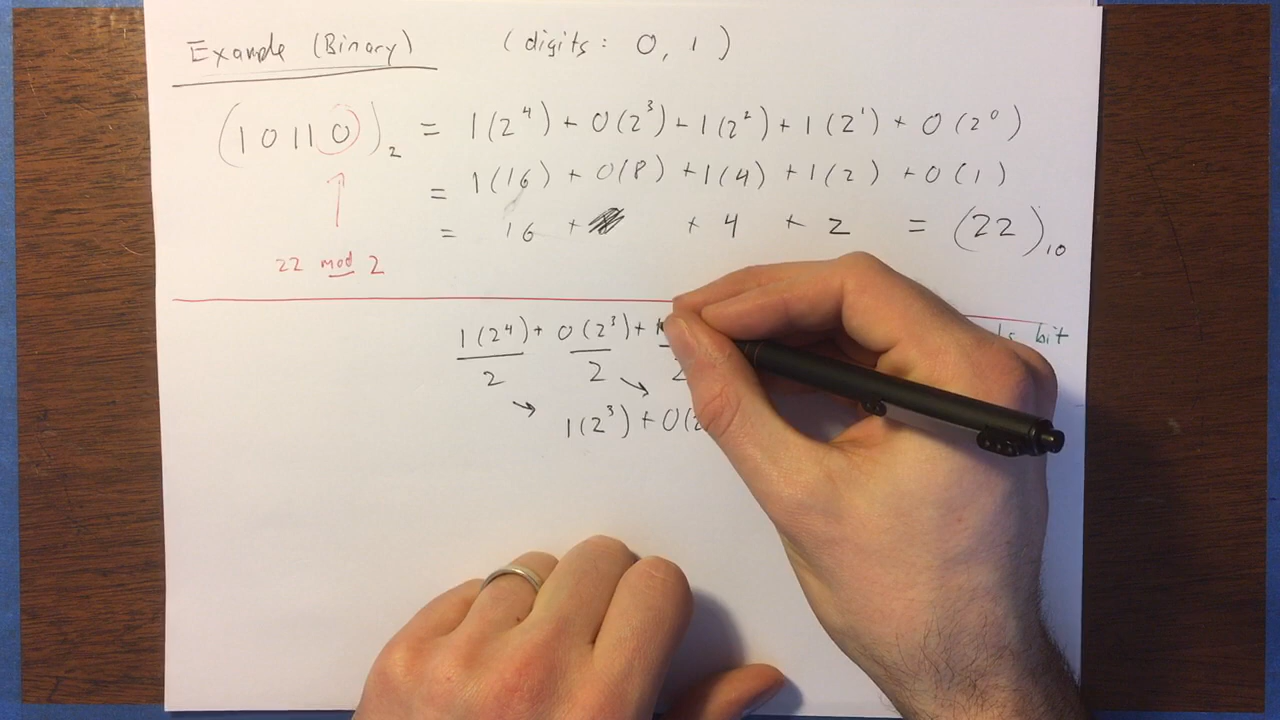 Example (Binary) (digits: 0, 1)
(10110)₂ = 1(2⁴) + 0(2³) + 1(2²) + 1(2¹) + 0(2⁰)
= 1(16) + 0(8) + 1(4) + 1(2) + 0(1)
= 16 + + 4 + 2 = (22)₁₀
22 mod 2
1(2⁴) + 0(2³) + bit
2 2 2
1(2³) + 0(2